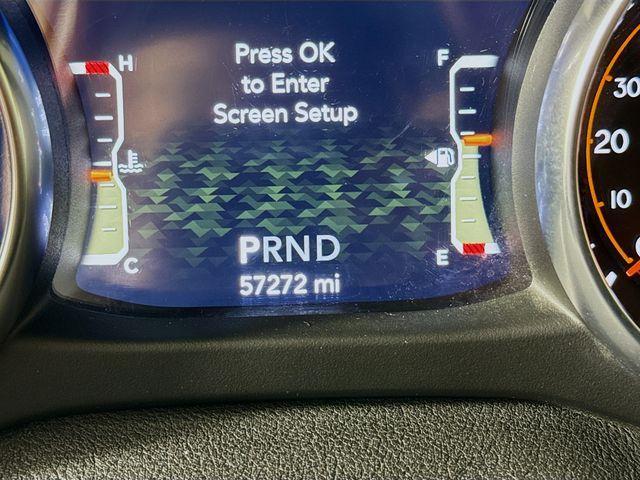 Press OK
to Enter
Screen Setup
H
F
C
E
PRND
57272 mi
30
20
10